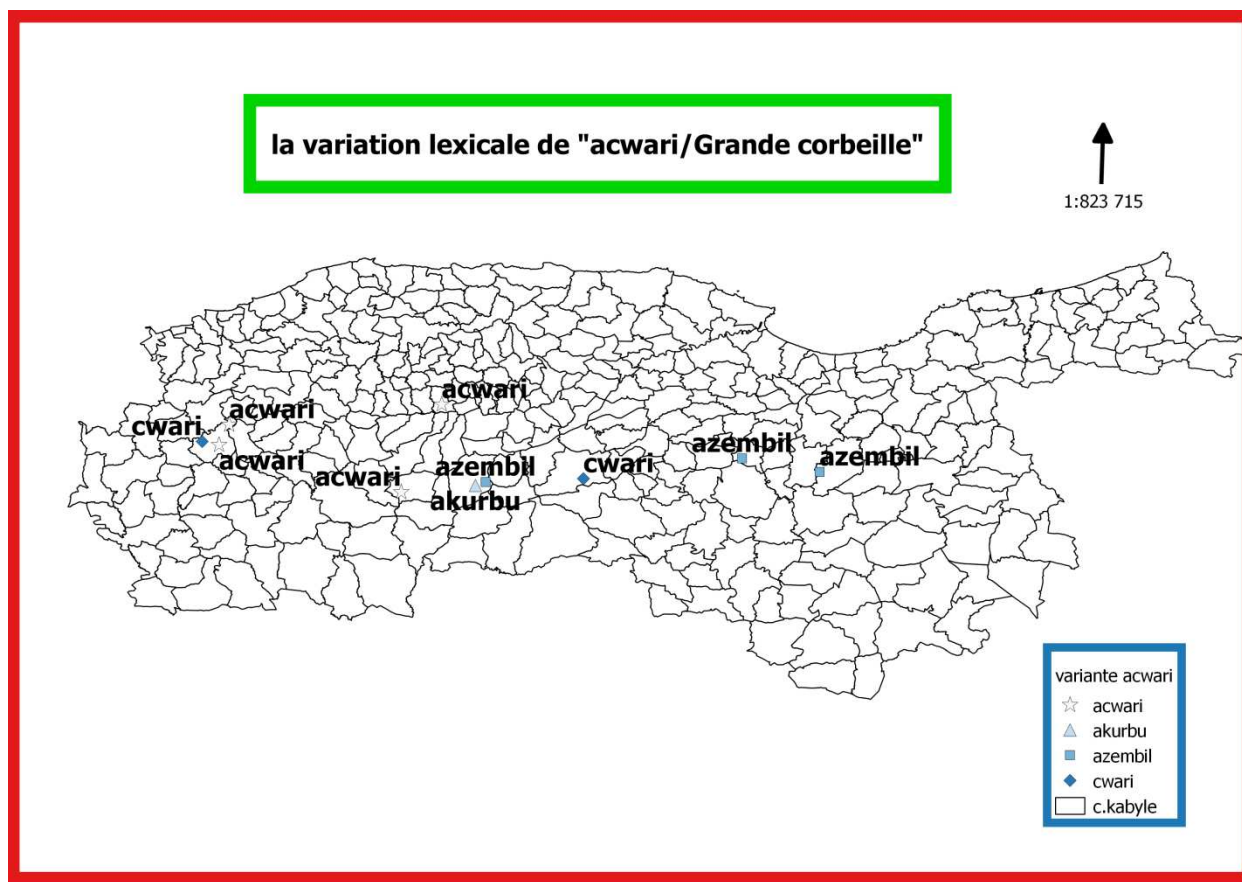 la variation lexicale de "acwari/Grande corbeille"
1:823 715
acwari
acwari
cwari
acwari
azembil
azembil
cwari
azembil
acwari
akurbu
variante acwari
acwari
akurbu
azembil
cwari
c.kabyle